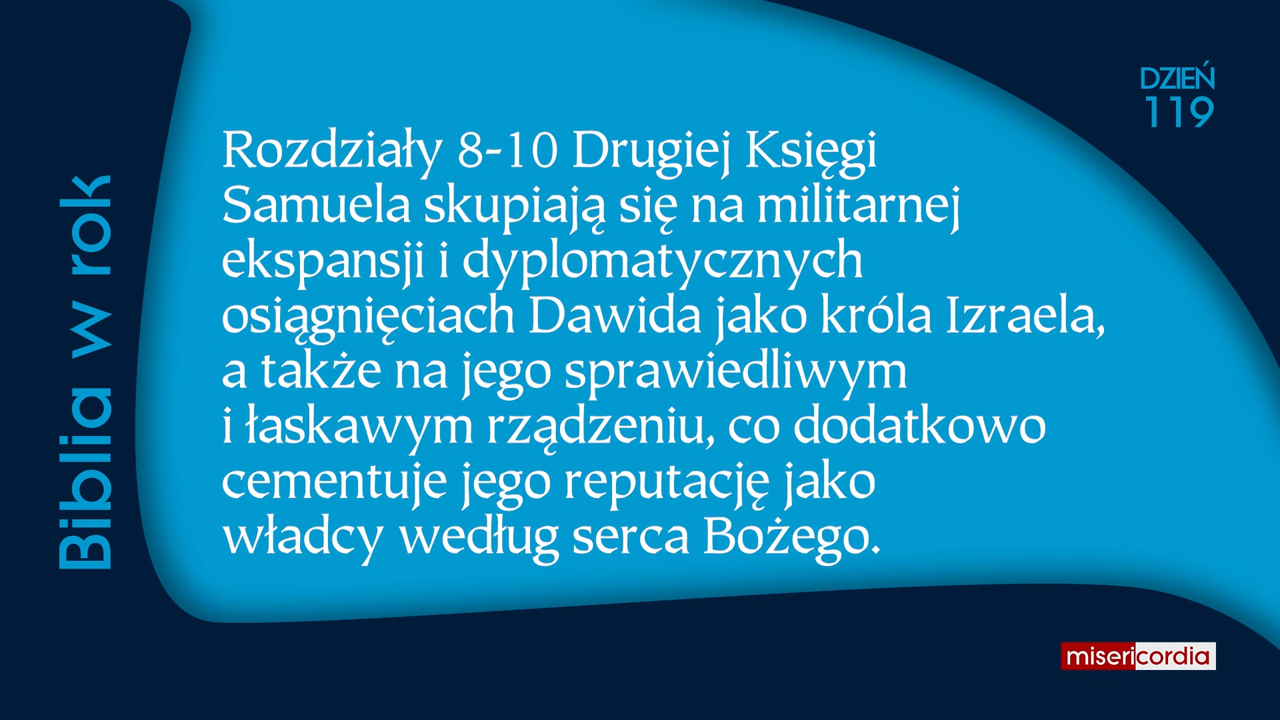 Biblia w rok
DZIEŃ
119
Rozdziały 8-10 Drugiej Księgi
Samuela skupiają się na militarnej
ekspansji i dyplomatycznych
osiągnięciach Dawida jako króla Izraela,
a także na jego sprawiedliwym
i łaskawym rządzeniu, co dodatkowo
cementuje jego reputację jako
władcy według serca Bożego.
misericordia